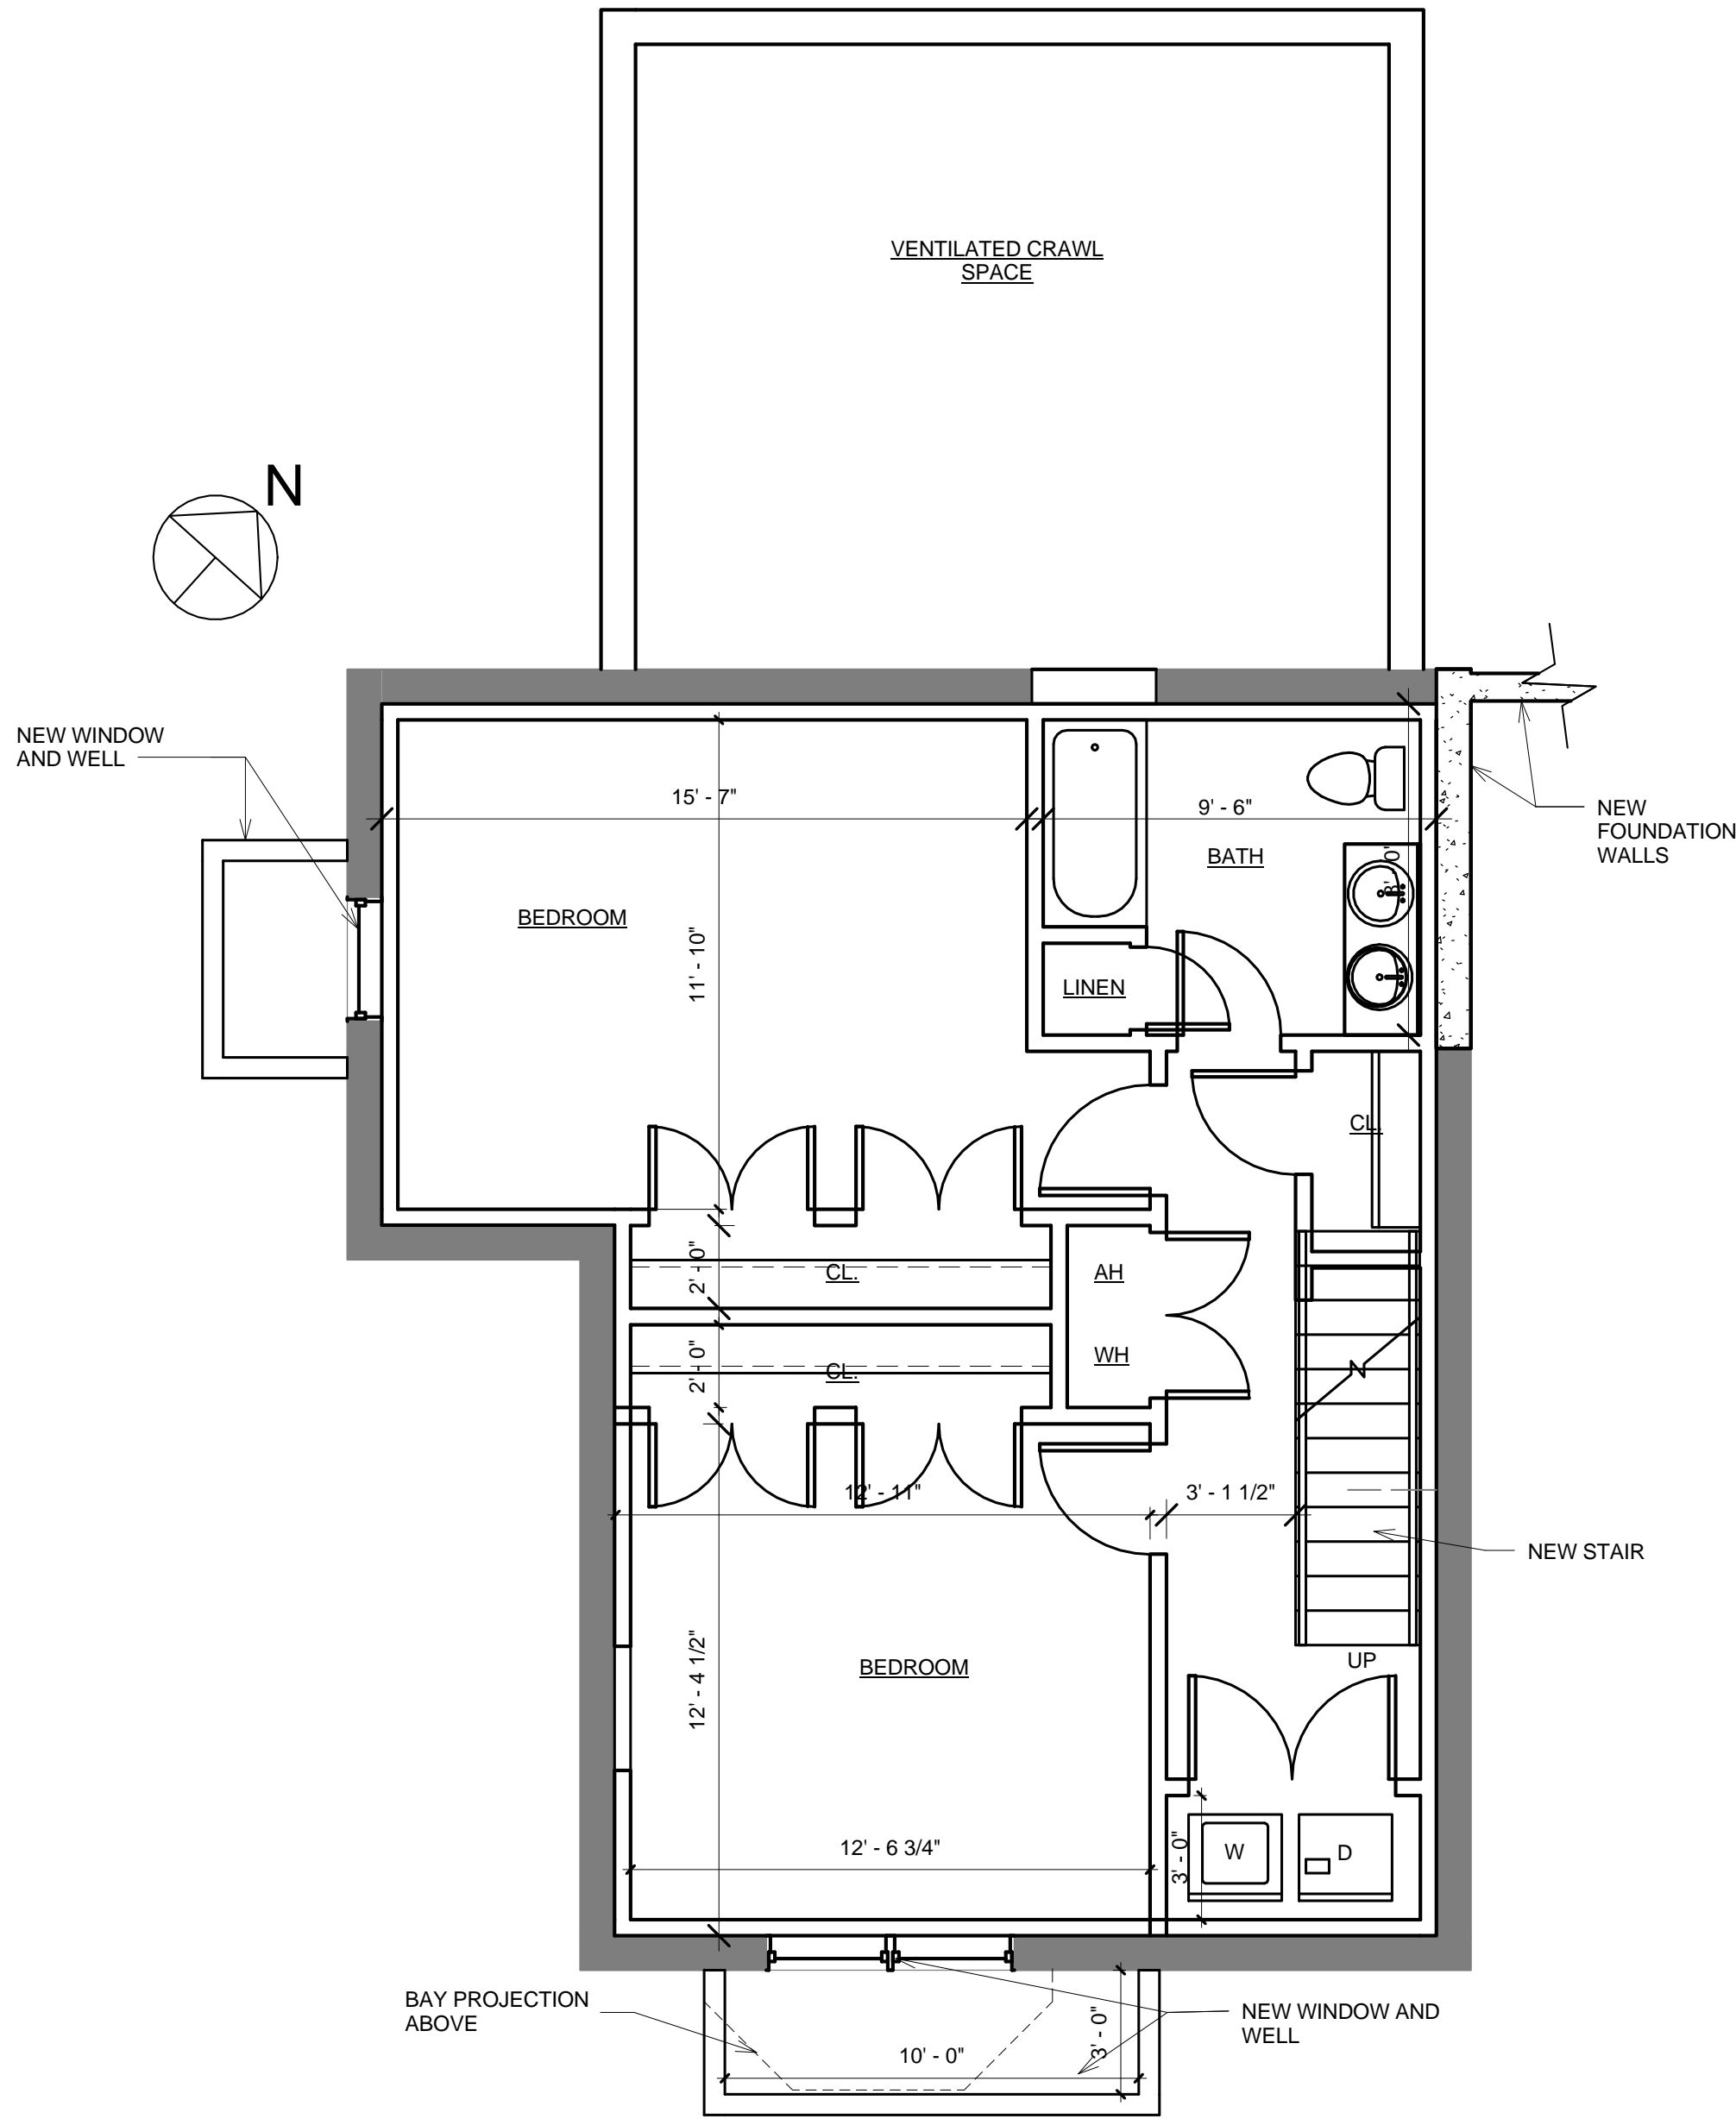 VENTILATED CRAWL
SPACE
N
NEW WINDOW
AND WELL
15' - 7"
9' - 6"
NEW
FOUNDATION
WALLS
BATH
8' - 0"
BEDROOM
11' - 10"
LINEN
CL.
2' - 0"
CL.
AH
2' - 0"
CL.
WH
12' - 11"
3' - 1 1/2"
NEW STAIR
12' - 4 1/2"
BEDROOM
UP
12' - 6 3/4"
3' - 0"
W
D
BAY PROJECTION
ABOVE
10' - 0"
3' - 0"
NEW WINDOW AND
WELL